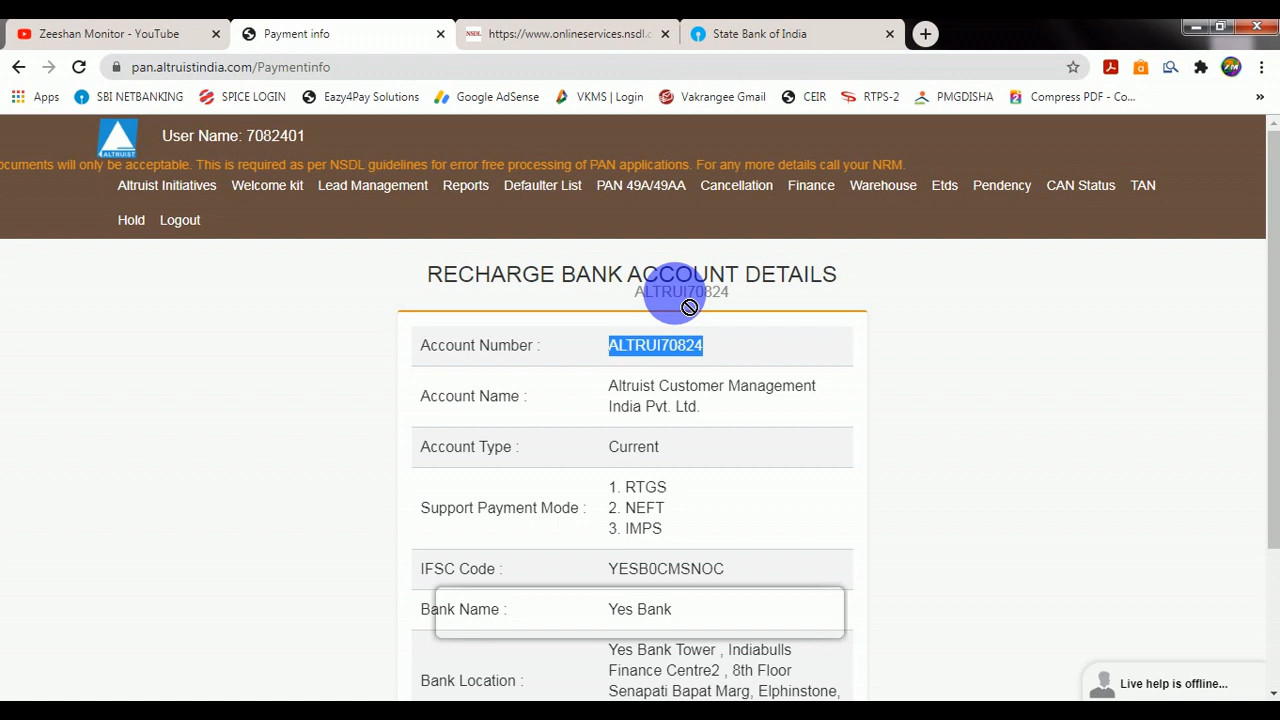 Zeeshan Monitor - YouTube
Payment info
https://www.onlineservices.nsdl.c
State Bank of India
pan.altruistindia.com/Paymentinfo
Apps SBI NETBANKING SPICE LOGIN Eazy4Pay Solutions Google AdSense VKMS | Login Vakrangee Gmail CEIR RTPS-2 PMGDISHA Compress PDF - Co... »
ALTRUIST
User Name: 7082401
ocuments will only be acceptable. This is required as per NSDL guidelines for error free processing of PAN applications. For any more details call your NRM.
Altruist Initiatives Welcome kit Lead Management Reports Defaulter List PAN 49A/49AA Cancellation Finance Warehouse Etds Pendency CAN Status TAN
Hold Logout
RECHARGE BANK ACCOUNT DETAILS
ALTRUI70824
Account Number : ALTRUI70824
Account Name : Altruist Customer Management
India Pvt. Ltd.
Account Type : Current
Support Payment Mode : 1. RTGS
2. NEFT
3. IMPS
IFSC Code : YESB0CMSNOC
Bank Name : Yes Bank
Bank Location : Yes Bank Tower , Indiabulls
Finance Centre2 , 8th Floor
Senapati Bapat Marg, Elphinstone,
Live help is offline...